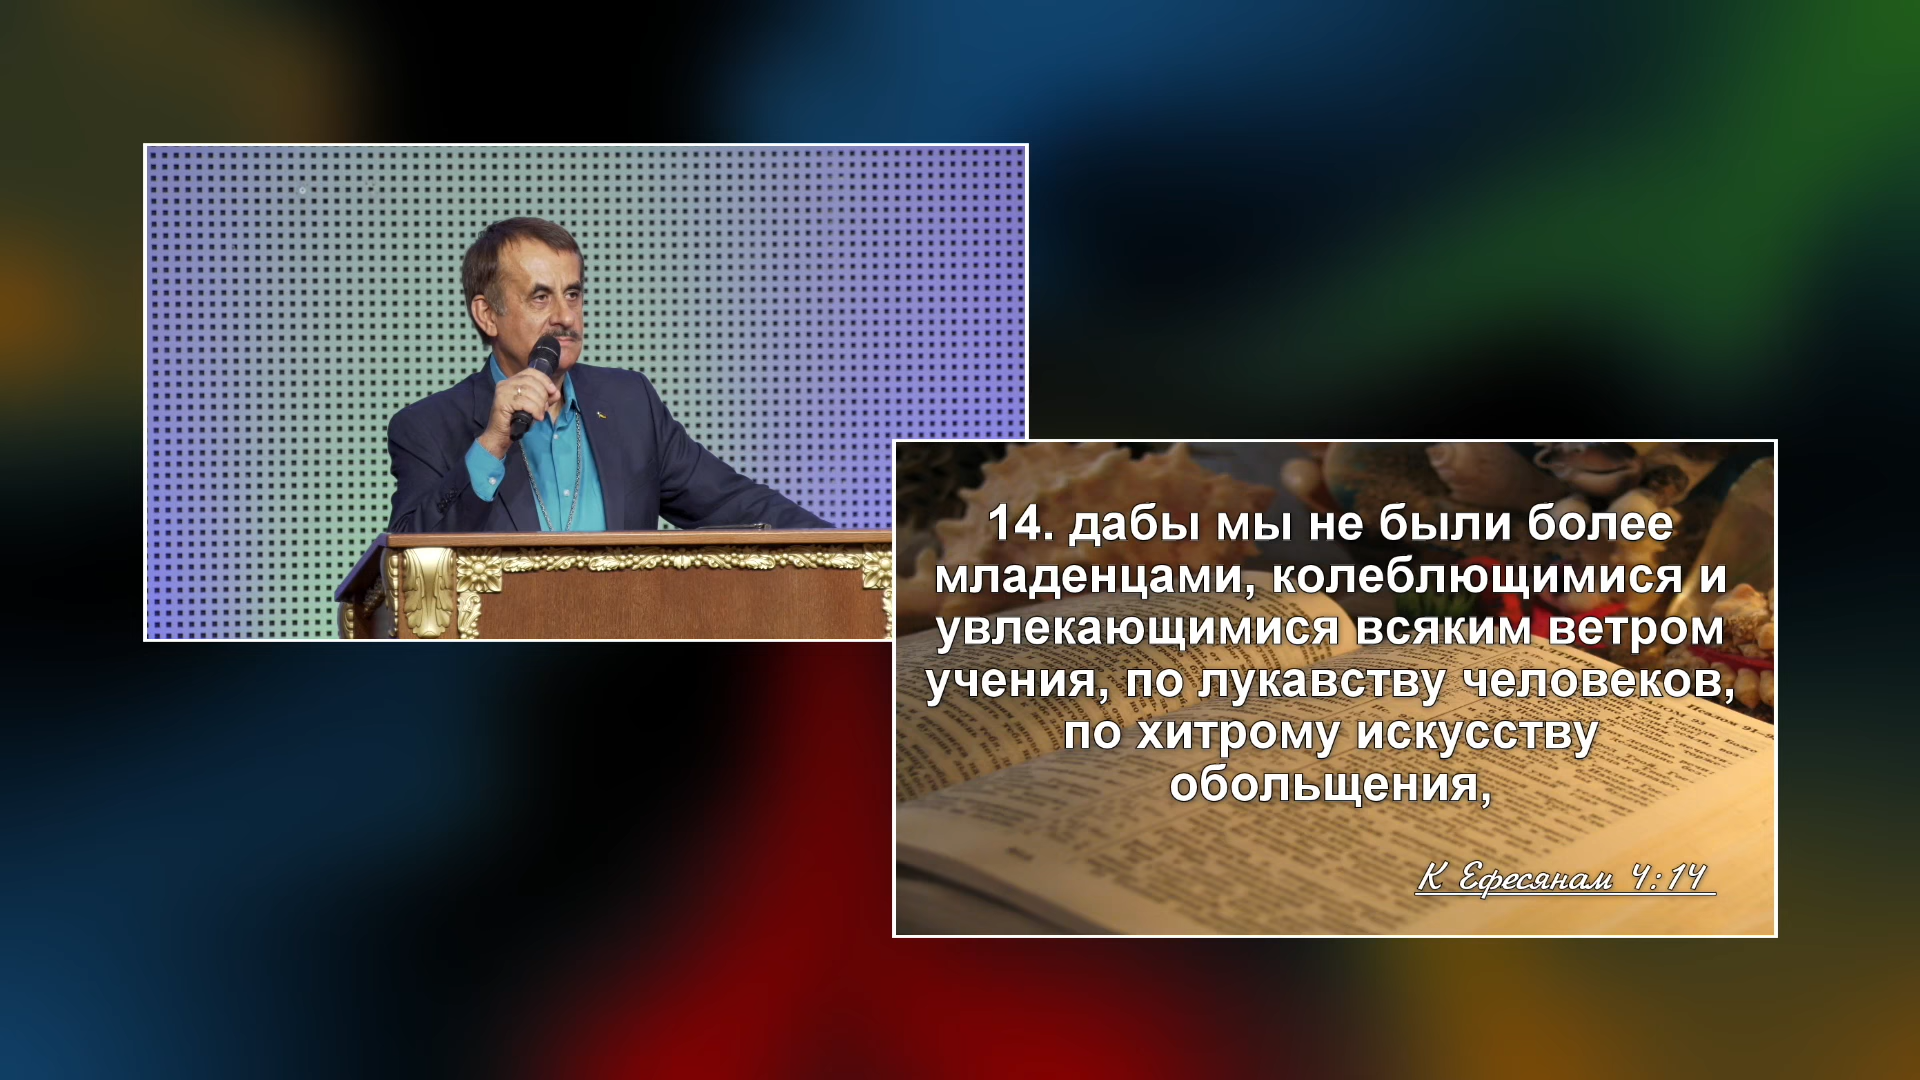 14. дабы мы не были более
младенцами, колеблющимися и
увлекающимися всяким ветром
учения, по лукавству человеков,
по хитрому искусству
обольщения,
К Ефесянам 4:14